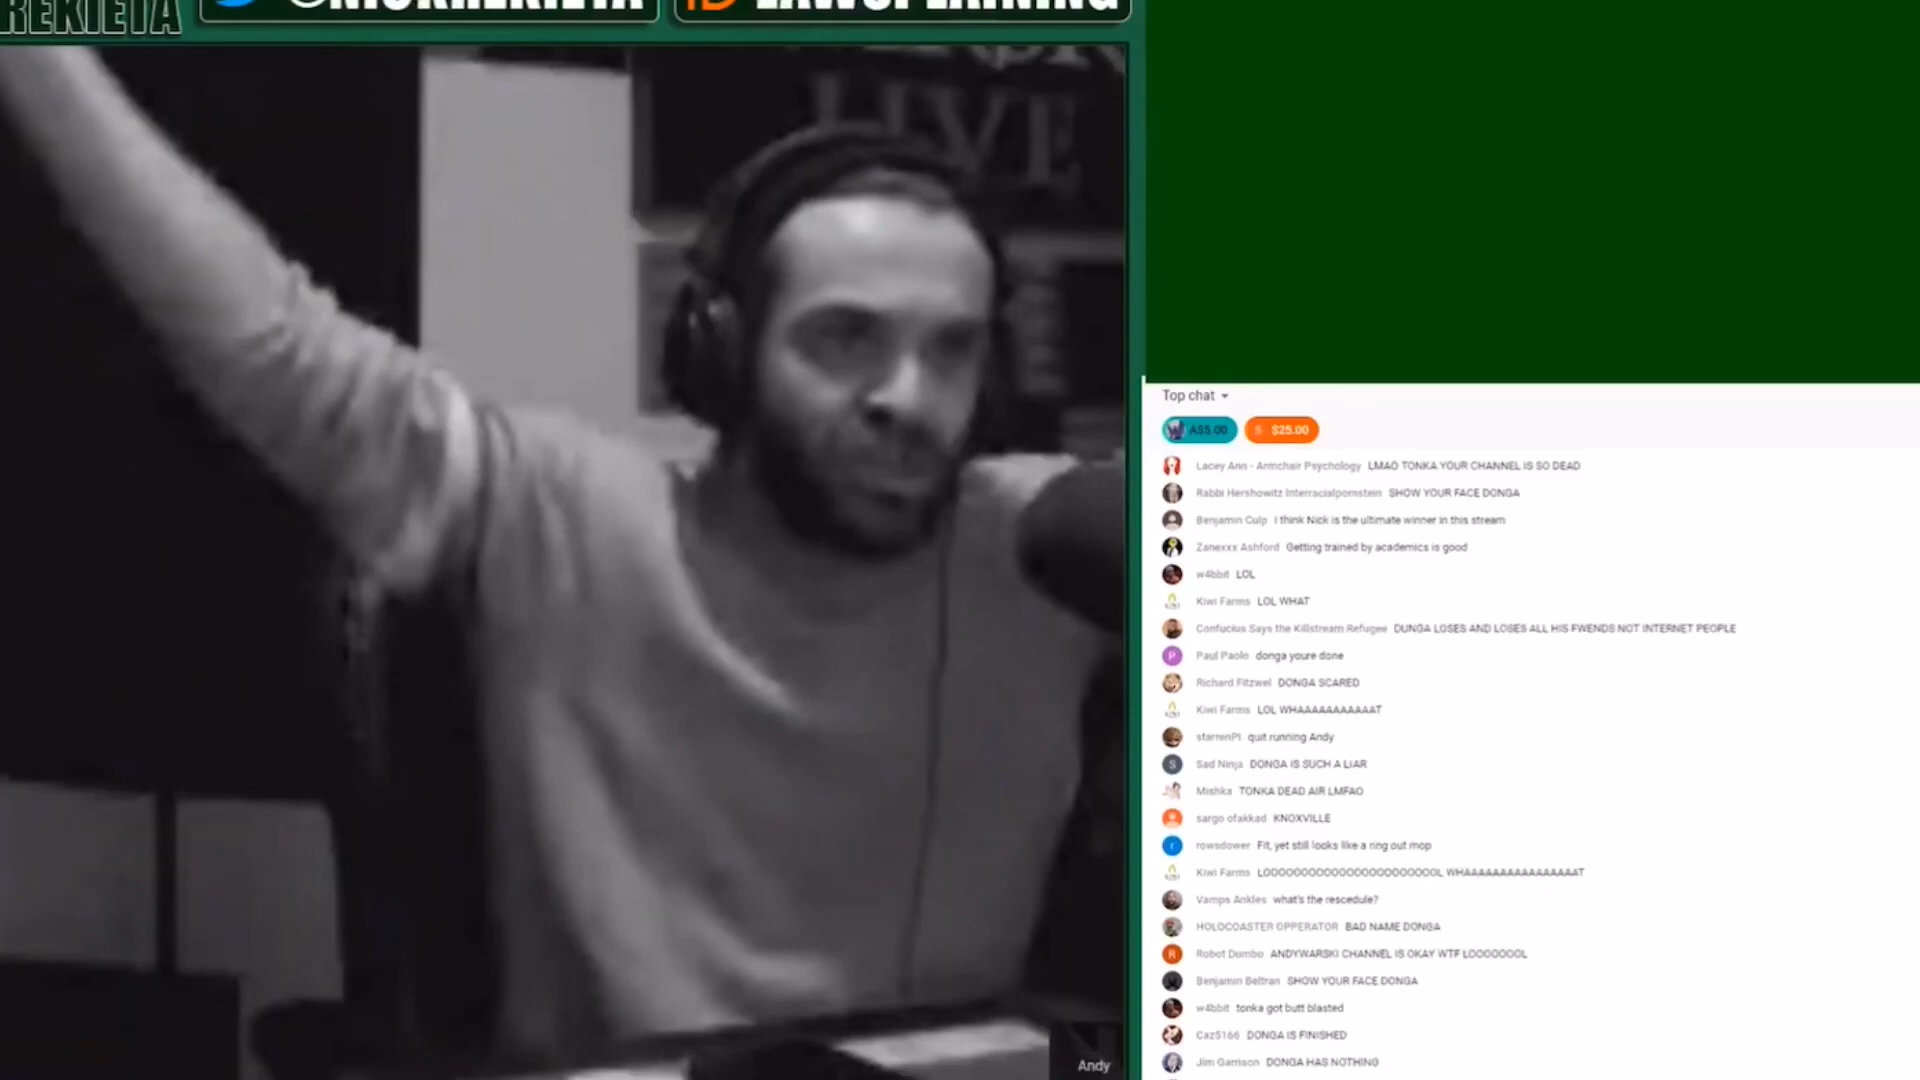 REKIETA
@NICKREKIETA
LAWSPLAINING
LIVE
Andy
Top chat
A$5.00
S $25.00
Lacey Ann - Armchair Psychology LMAO TONKA YOUR CHANNEL IS SO DEAD
Rabbi Hershowitz Interracialpornstein SHOW YOUR FACE DONGA
Benjamin Culp I think Nick is the ultimate winner in this stream
Zanexxx Ashford Getting trained by academics is good
w4bbit LOL
Kiwi Farms LOL WHAT
Confucius Says the Killstream Refugee DUNGA LOSES AND LOSES ALL HIS FWENDS NOT INTERNET PEOPLE
P Paul Paolo donga youre done
Richard Fitzwel DONGA SCARED
Kiwi Farms LOL WHAAAAAAAAAAAT
starrenPI quit running Andy
S Sad Ninja DONGA IS SUCH A LIAR
Mishka TONKA DEAD AIR LMFAO
sargo ofakkad KNOXVILLE
r rowsdower Fit, yet still looks like a ring out mop
Kiwi Farms LOOOOOOOOOOOOOOOOOOOOOOOL WHAAAAAAAAAAAAAAAAT
Vamps Ankles what's the rescedule?
HOLOCOASTER OPPERATOR BAD NAME DONGA
R Robot Dumbo ANDYWARSKI CHANNEL IS OKAY WTF LOOOOOOOL
Benjamin Beltran SHOW YOUR FACE DONGA
w4bbit tonka got butt blasted
Caz5166 DONGA IS FINISHED
Jim Garrison DONGA HAS NOTHING